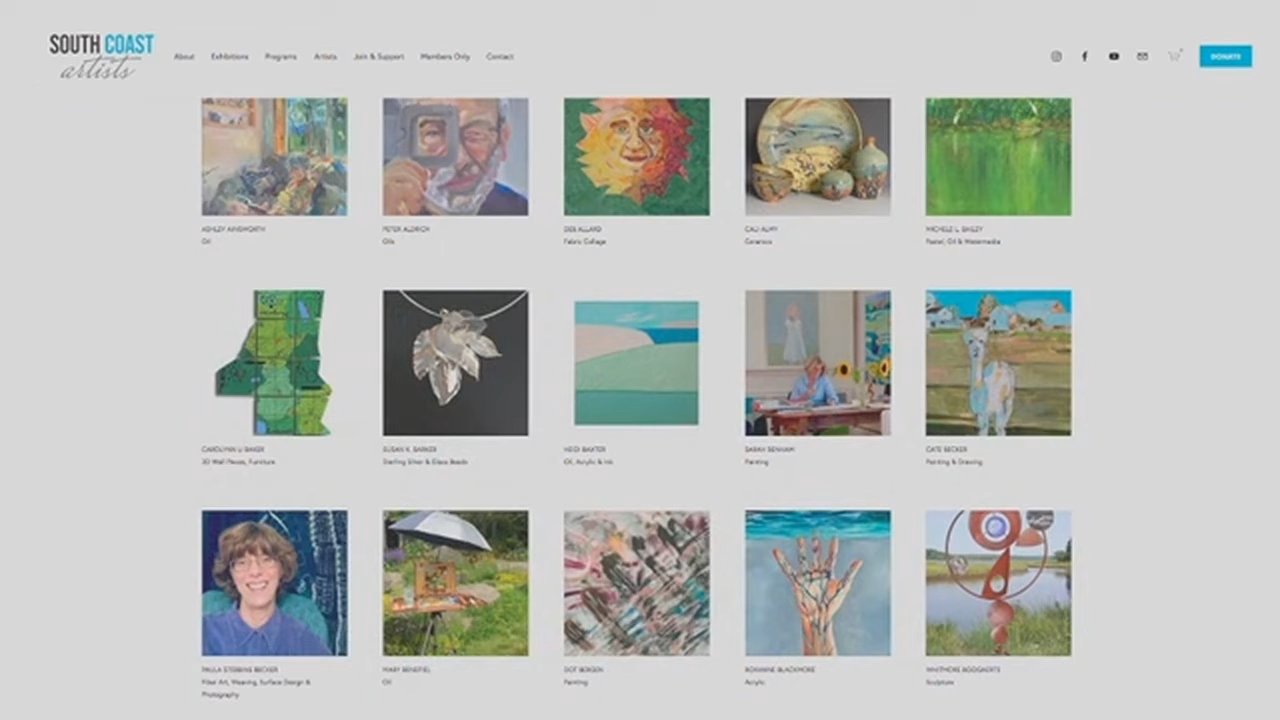 SOUTH COAST
artists
About Exhibitions Programs Artists Join & Support Members Only Contact
DONATE
ASHLEY AINSWORTH
Oil
PETER ALDRICH
Oils
DEB ALLARD
Fabric Collage
CALI ALMY
Ceramics
MICHELE L. BAILEY
Pastel, Oil & Watermedia
CAROLYNN U BAKER
3D Wall Pieces, Furniture
SUSAN K. BARKER
Sterling Silver & Glass Beads
HEIDI BAXTER
Oil, Acrylic & Ink
SARAH BENHAM
Painting
CATE BECKER
Painting & Drawing
PAULA STEBBINS BECKER
Fiber Art, Weaving, Surface Design &
Photography
MARY BENEFIEL
Oil
DOT BERGEN
Painting
ROXANNE BLACKMORE
Acrylic
WHITMORE BOOGAERTS
Sculpture